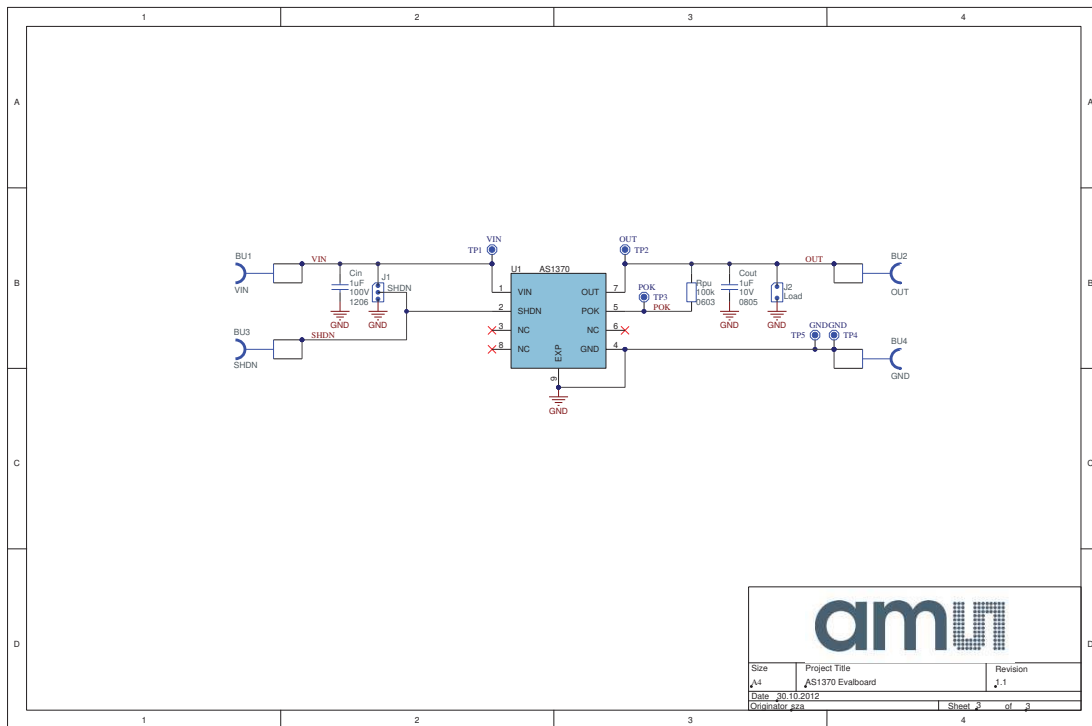 1 2 3 4
A A
B B
C C
D D
VIN
TP1
OUT
TP2
BU1
VIN
VIN
Cin
1uF
100V
1206
GND
J1
SHDN
GND
BU3
SHDN
SHDN
U1 AS1370
1 VIN
2 SHDN
3 NC
8 NC
OUT 7
POK 5
NC 6
GND 4
EXP
9
GND
POK
TP3
POK
Rpu
100k
0603
Cout
1uF
10V
0805
GND
J2
Load
GND
OUT
BU2
OUT
GND GND
TP5 TP4
BU4
GND
ams
Size Project Title Revision
A4 AS1370 Evalboard 1.1
Date 30.10.2012
Originator sza Sheet 3 of 3
1 2 3 4